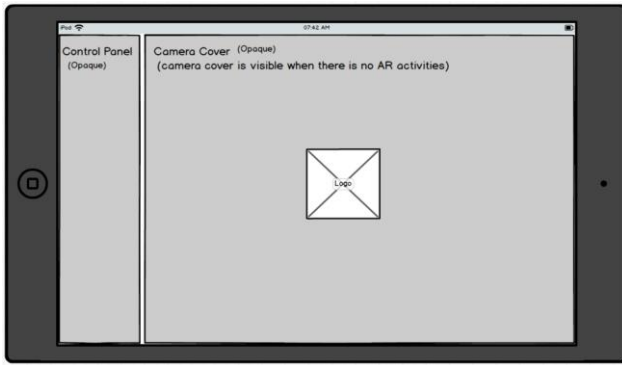 iPad 07:42 AM
Control Panel
(Opaque)
Camera Cover (Opaque)
(camera cover is visible when there is no AR activities)
Logo